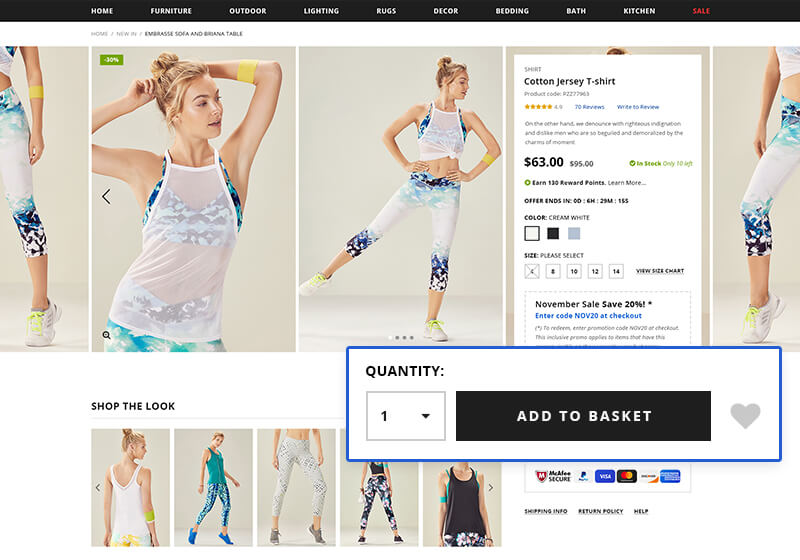 HOME FURNITURE OUTDOOR LIGHTING RUGS DECOR BEDDING BATH KITCHEN SALE
HOME / NEW IN / EMBRASSE SOFA AND BRIANA TABLE
-30%
SHIRT
Cotton Jersey T-shirt
Product code: PZZ77963
4.9 70 Reviews Write to Review
On the other hand, we denounce with righteous indignation
and dislike men who are so beguiled and demoralized by the
charms of moment
$63.00 $95.00 In Stock Only 10 left
Earn 130 Reward Points. Learn More...
OFFER ENDS IN: 0D : 6H : 29M : 15S
COLOR: CREAM WHITE
SIZE: PLEASE SELECT
8 10 12 14 VIEW SIZE CHART
November Sale Save 20%! *
Enter code NOV20 at checkout
(*) To redeem, enter promotion code NOV20 at checkout.
This exclusive promo applies to items that have this
QUANTITY:
1 ADD TO BASKET
SHOP THE LOOK
McAfee SECURE PayPal VISA MasterCard DISCOVER
SHIPPING INFO RETURN POLICY HELP